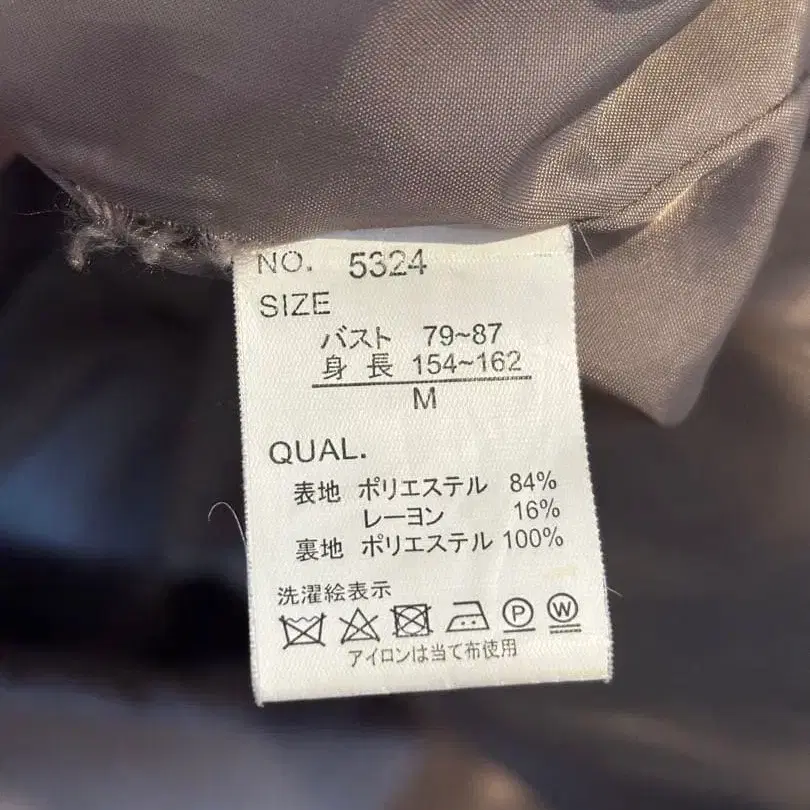 NO. 5324
SIZE
バスト 79~87
身長 154~162
M
QUAL.
表地 ポリエステル 84%
レーヨン 16%
裏地 ポリエステル 100%
洗濯絵表示
P W
アイロンは当て布使用